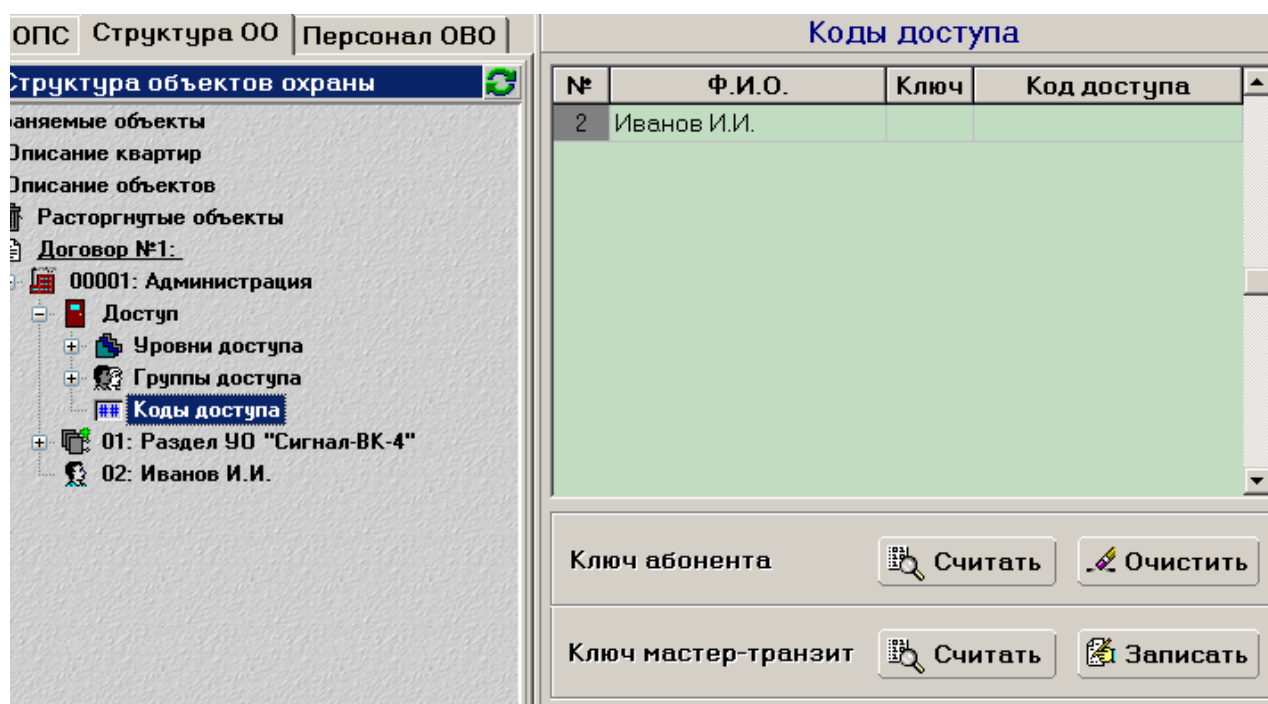 ОПС Структура ОО Персонал ОВО
Структура объектов охраны
аняемые объекты
Описание квартир
Описание объектов
Расторгнутые объекты
Договор №1:
00001: Администрация
Доступ
Уровни доступа
Группы доступа
## Коды доступа
01: Раздел УО "Сигнал-ВК-4"
02: Иванов И.И.
Коды доступа
№ Ф.И.О. Ключ Код доступа
2 Иванов И.И.
Ключ абонента Считать Очистить
Ключ мастер-транзит Считать Записать